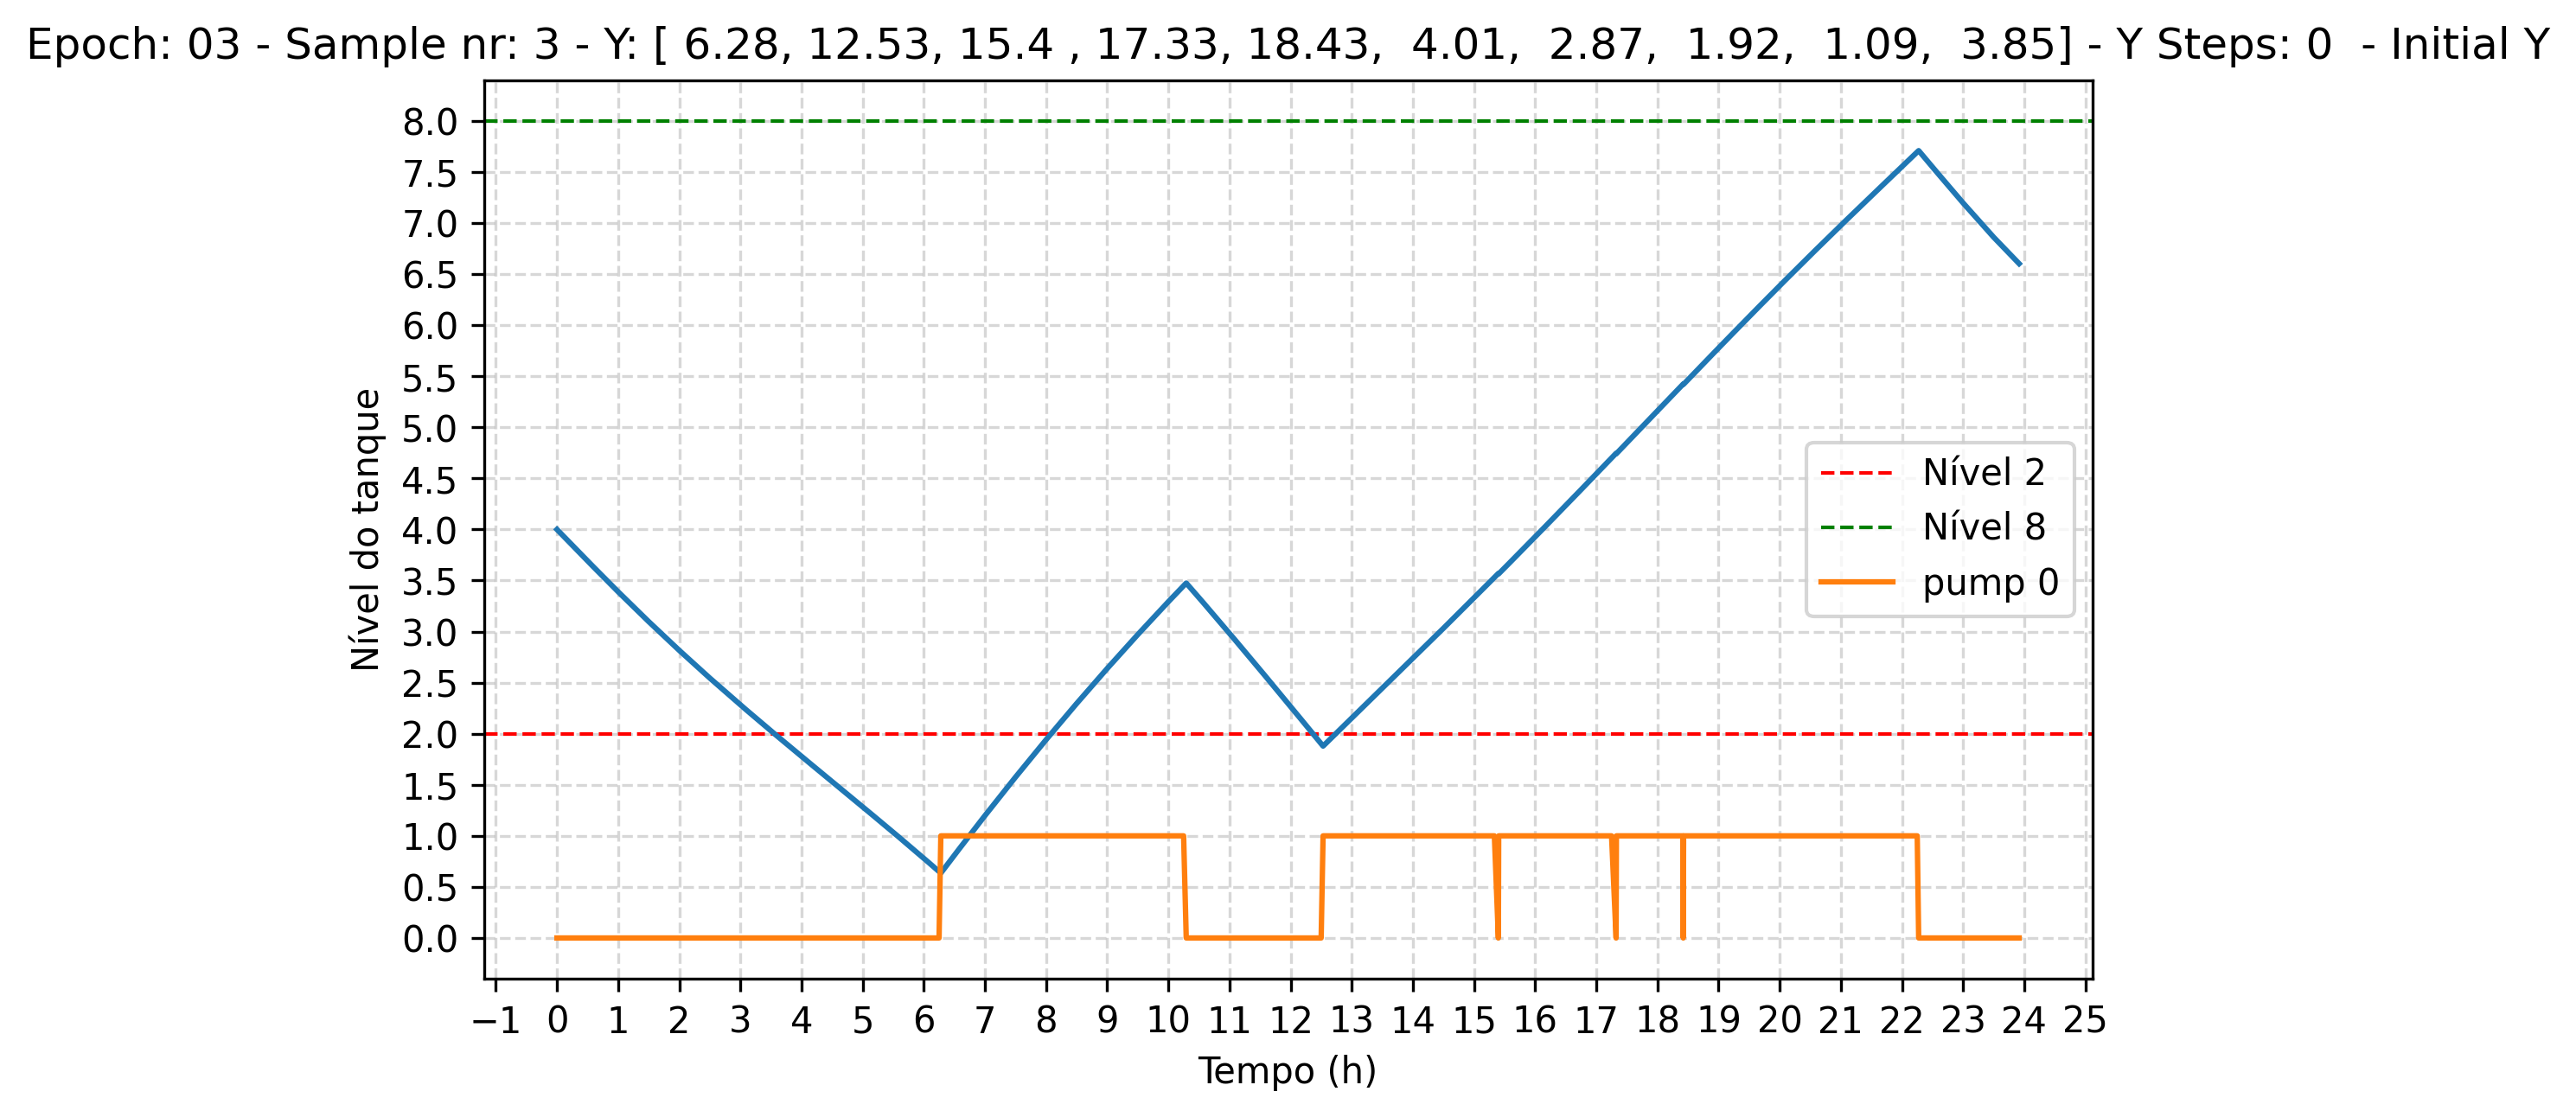 Epoch: 03 - Sample nr: 3 - Y: [ 6.28, 12.53, 15.4 , 17.33, 18.43,  4.01,  2.87,  1.92,  1.09,  3.85] - Y Steps: 0  - Initial Y
8.0
7.5
7.0
6.5
6.0
5.5
5.0
4.5
4.0
3.5
3.0
2.5
2.0
1.5
1.0
0.5
0.0
Nível do tanque
Nível 2
Nível 8
pump 0
−1 0 1 2 3 4 5 6 7 8 9 10 11 12 13 14 15 16 17 18 19 20 21 22 23 24 25
Tempo (h)